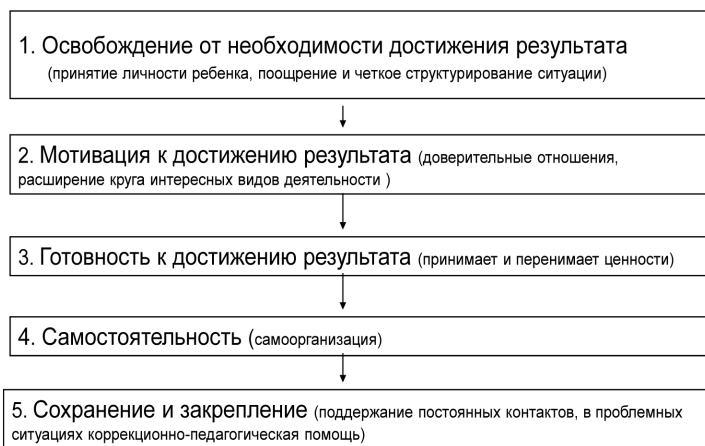 1. Освобождение от необходимости достижения результата
(принятие личности ребенка, поощрение и четкое структурирование ситуации)
2. Мотивация к достижению результата (доверительные отношения,
расширение круга интересных видов деятельности )
3. Готовность к достижению результата (принимает и перенимает ценности)
4. Самостоятельность (самоорганизация)
5. Сохранение и закрепление (поддержание постоянных контактов, в проблемных
ситуациях коррекционно-педагогическая помощь)